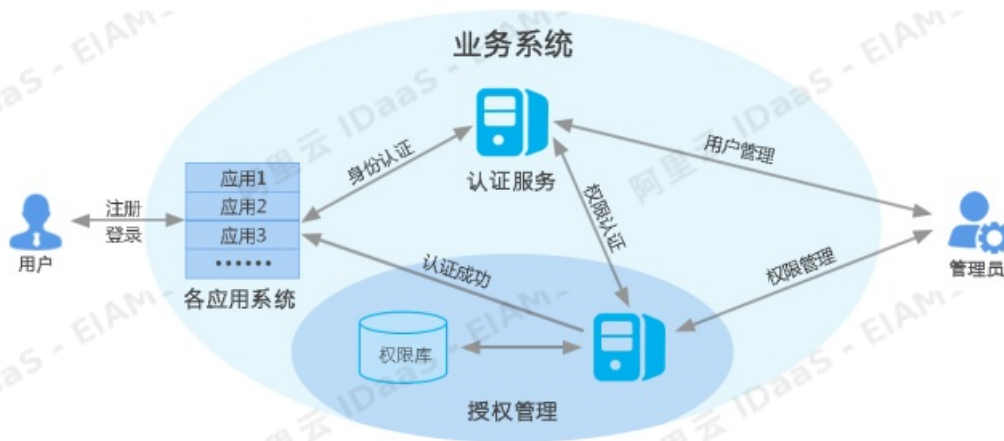 业务系统
认证服务
身份认证
用户管理
权限认证
应用1
应用2
应用3
……
各应用系统
注册
登录
用户
认证成功
权限管理
管理员
权限库
授权管理
阿里云 IDaaS - EIAM